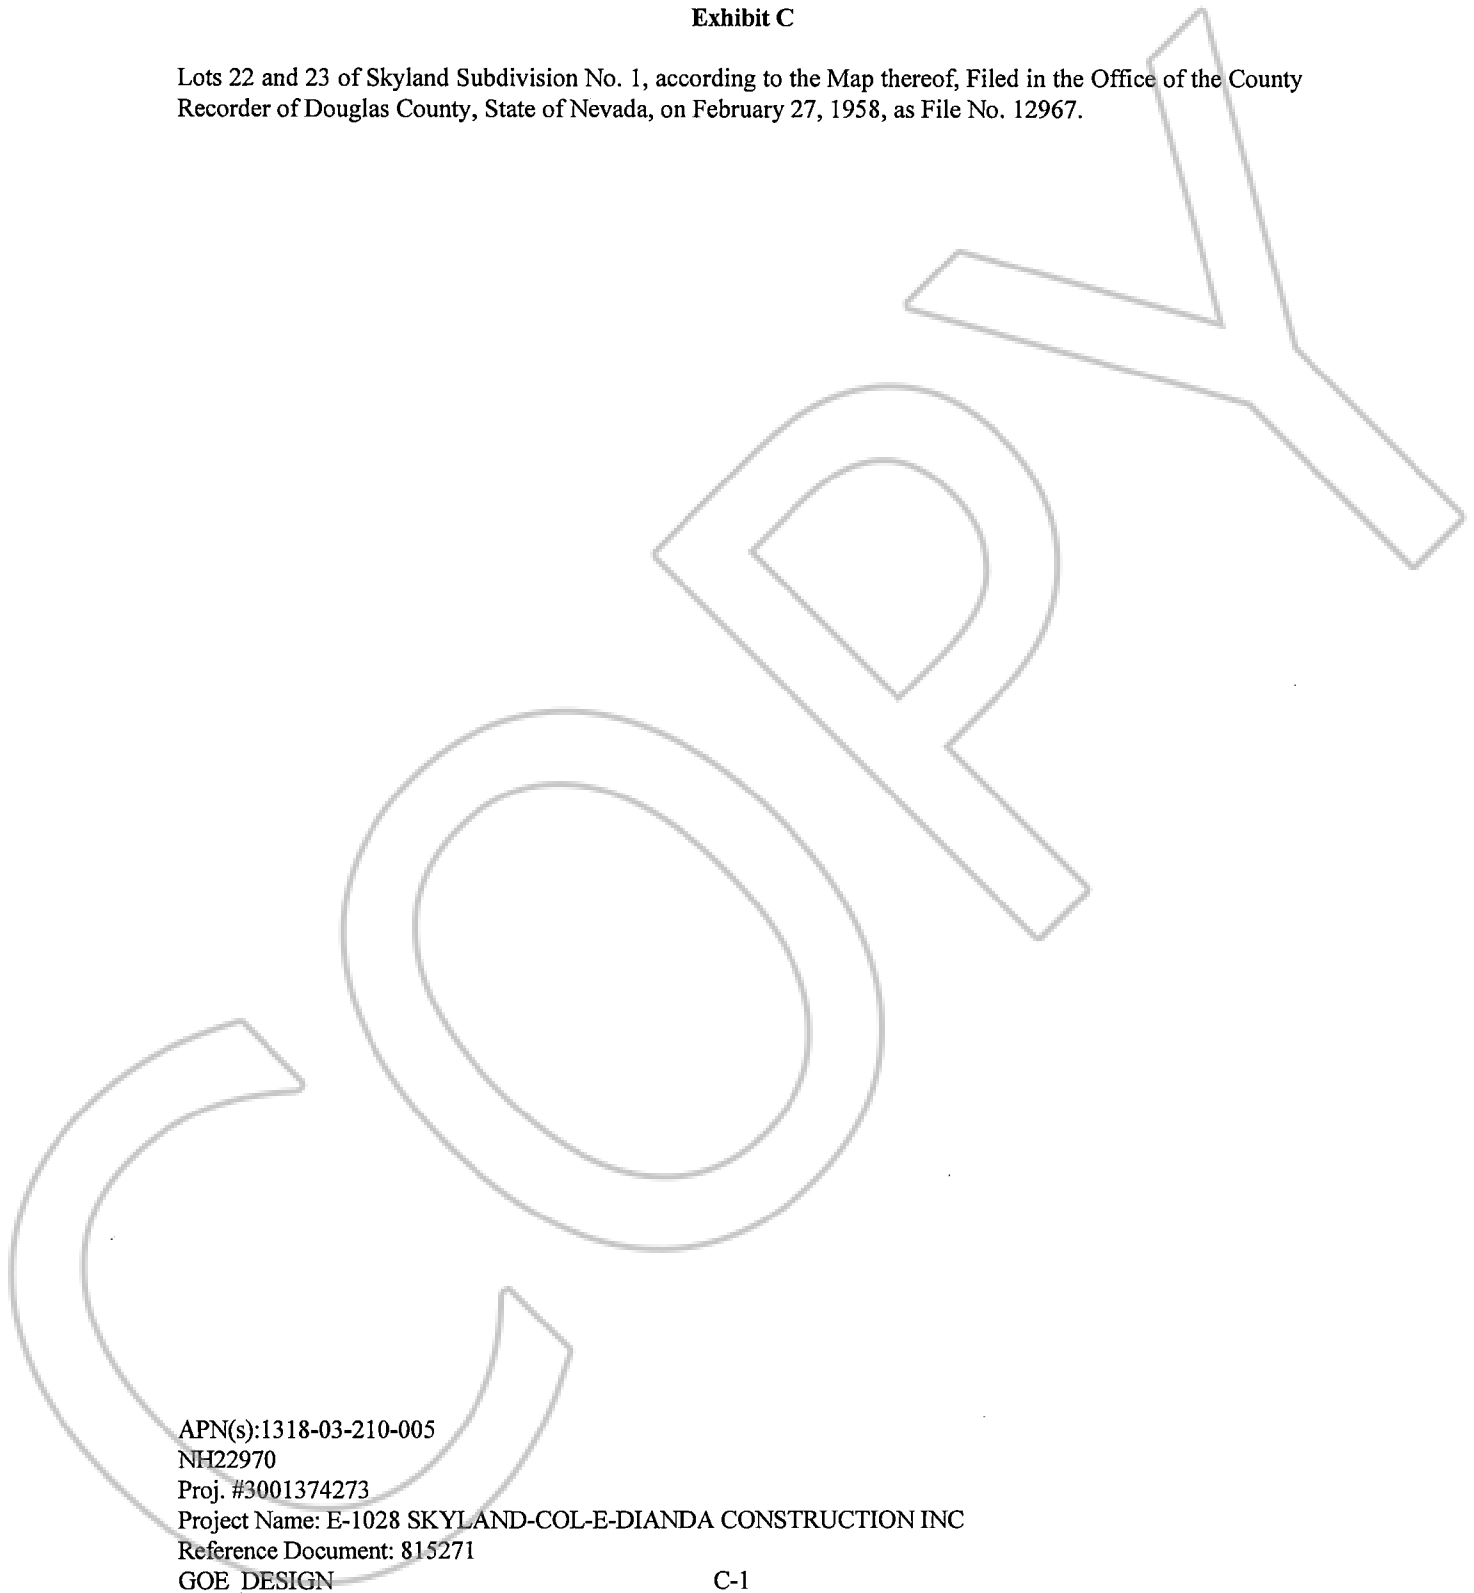 Exhibit C
Lots 22 and 23 of Skyland Subdivision No. 1, according to the Map thereof, Filed in the Office of the County
Recorder of Douglas County, State of Nevada, on February 27, 1958, as File No. 12967.
COPY
APN(s):1318-03-210-005
NH22970
Proj. #3001374273
Project Name: E-1028 SKYLAND-COL-E-DIANDA CONSTRUCTION INC
Reference Document: 815271
GOE_DESIGN C-1